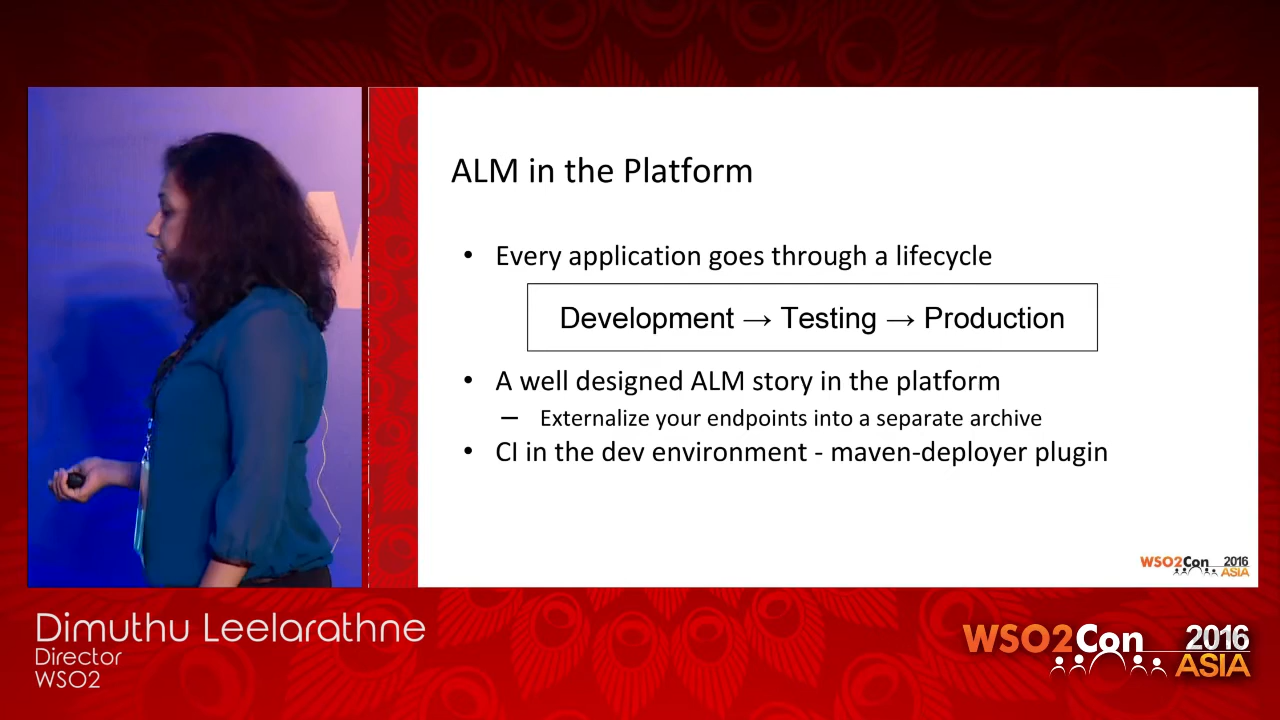 ALM in the Platform
• Every application goes through a lifecycle
Development → Testing → Production
• A well designed ALM story in the platform
– Externalize your endpoints into a separate archive
• CI in the dev environment - maven-deployer plugin
WSO2Con 2016
ASIA
Dimuthu Leelarathne
Director
WSO2
WSO2Con 2016
ASIA